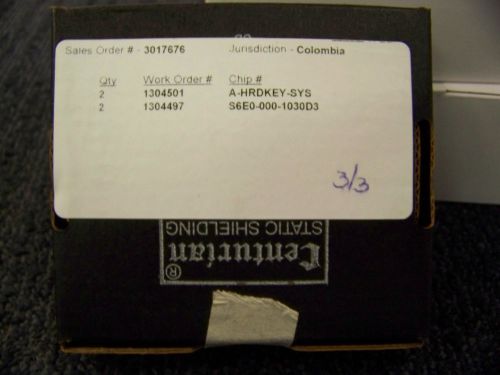 Sales Order # - 3017676 Jurisdiction - Colombia
Qty Work Order # Chip #
2 1304501 A-HRDKEY-SYS
2 1304497 S6E0-000-1030D3
3/3
Centurian
®
STATIC SHIELDING